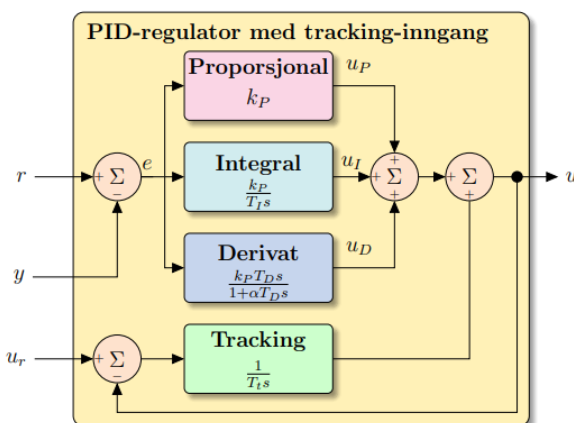 PID-regulator med tracking-inngang
Proporsjonal
k_P
u_P
r
+ Σ −
e
Integral
k_P / T_I s
u_I
+ + Σ +
Σ + +
u
y
Derivat
k_P T_D s / 1+αT_D s
u_D
u_r
+ Σ −
Tracking
1 / T_t s